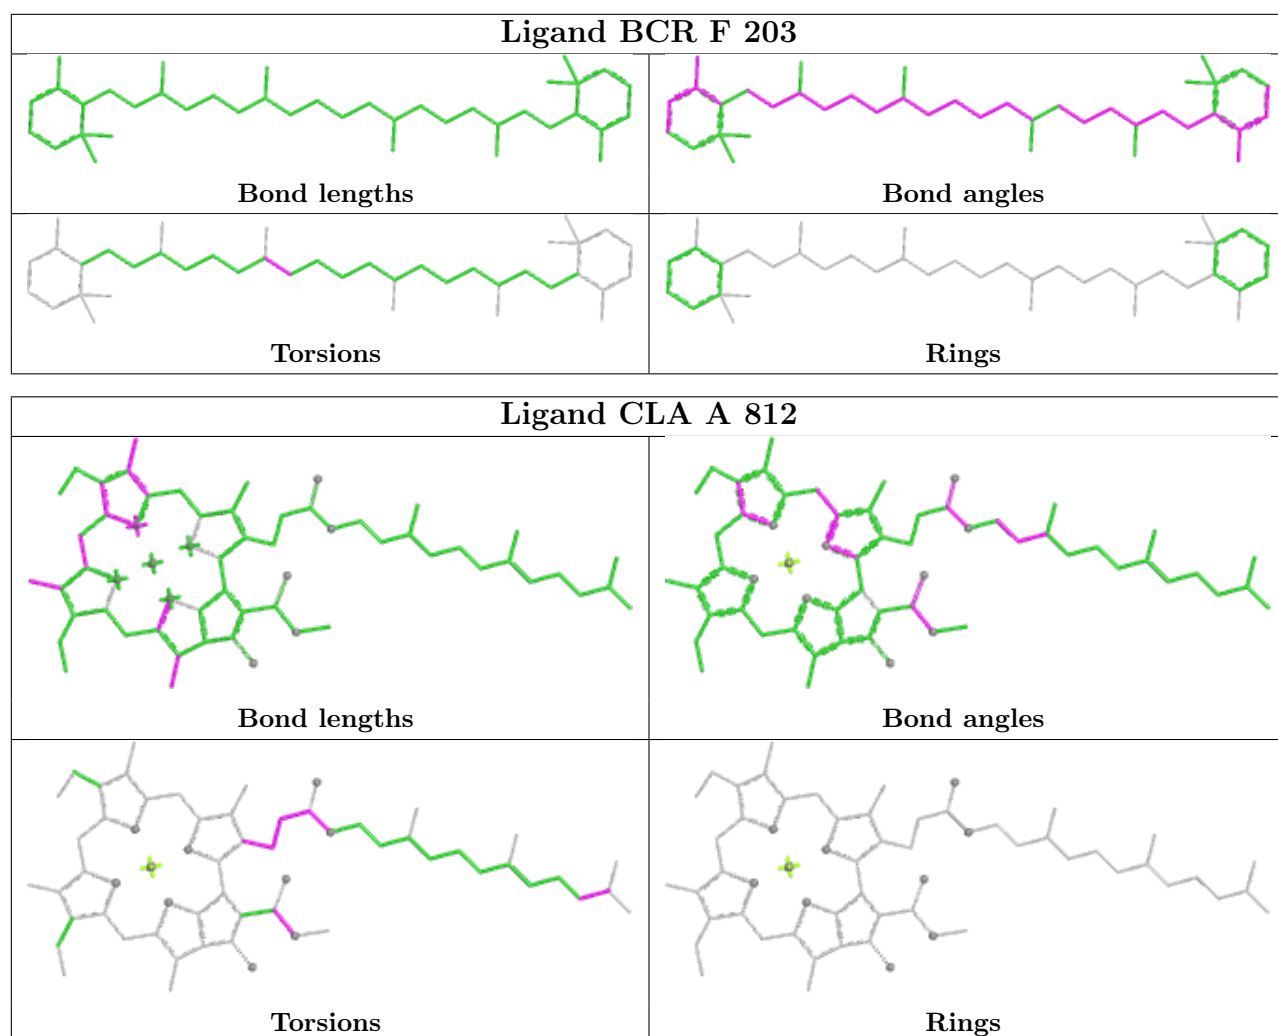 Ligand BCR F 203
Bond lengths
Bond angles
Torsions
Rings
Ligand CLA A 812
Bond lengths
Bond angles
Torsions
Rings